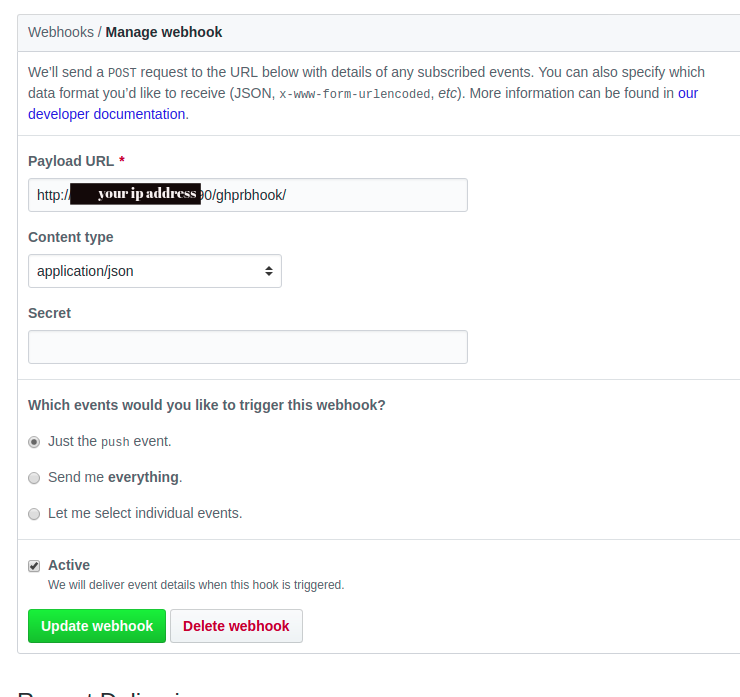 Webhooks / Manage webhook
We'll send a POST request to the URL below with details of any subscribed events. You can also specify which
data format you'd like to receive (JSON, x-www-form-urlencoded, etc). More information can be found in our
developer documentation.
Payload URL *
http:// your ip address 90/ghprbhook/
Content type
application/json
Secret
Which events would you like to trigger this webhook?
Just the push event.
Send me everything.
Let me select individual events.
Active
We will deliver event details when this hook is triggered.
Update webhook Delete webhook